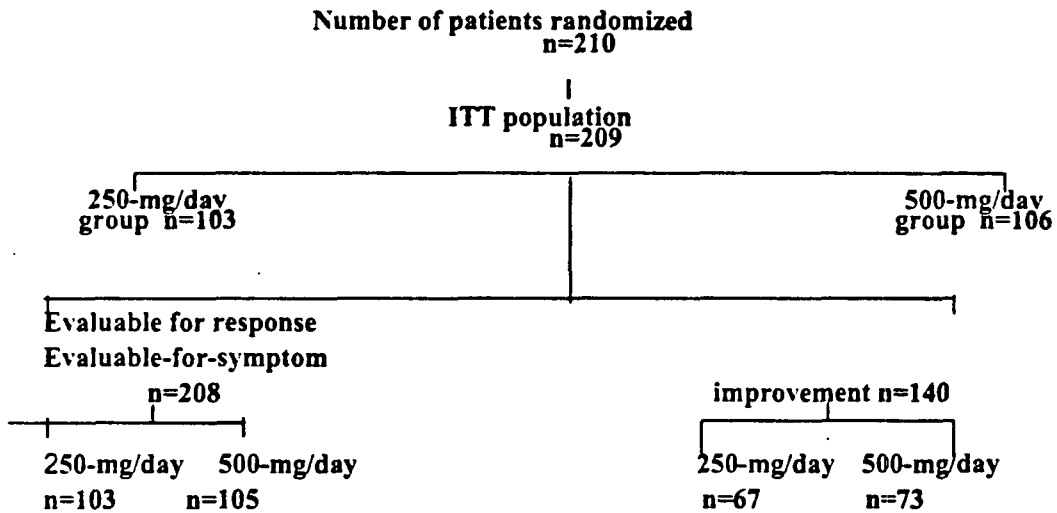 Number of patients randomized
n=210
ITT population
n=209
250-mg/day
group n=103
500-mg/day
group n=106
Evaluable for response
Evaluable-for-symptom
n=208
improvement n=140
250-mg/day 500-mg/day
n=103 n=105
250-mg/day 500-mg/day
n=67 n=73